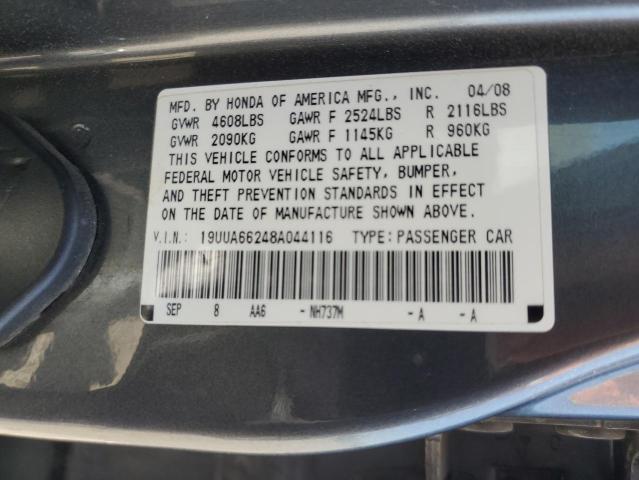 MFD. BY HONDA OF AMERICA MFG., INC. 04/08
GVWR 4608LBS GAWR F 2524LBS R 2116LBS
GVWR 2090KG GAWR F 1145KG R 960KG
THIS VEHICLE CONFORMS TO ALL APPLICABLE
FEDERAL MOTOR VEHICLE SAFETY, BUMPER,
AND THEFT PREVENTION STANDARDS IN EFFECT
ON THE DATE OF MANUFACTURE SHOWN ABOVE.
V.I.N.: 19UUA66248A044116 TYPE: PASSENGER CAR
SEP 8 AA6 - NH737M - A - A